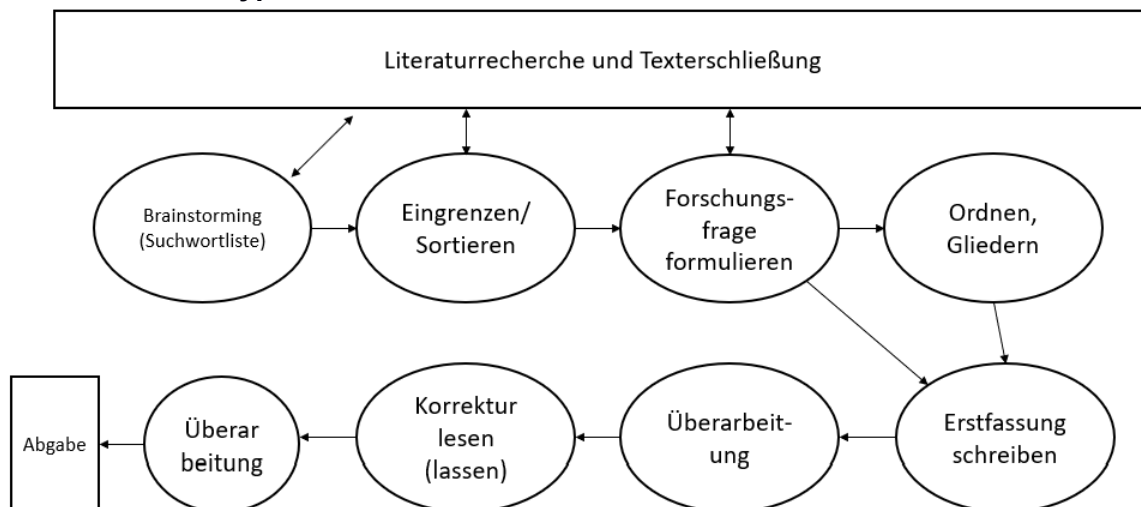 Literaturrecherche und Texterschließung
Brainstorming
(Suchwortliste)
Eingrenzen/
Sortieren
Forschungs-
frage
formulieren
Ordnen,
Gliedern
Abgabe
Überar
beitung
Korrektur
lesen
(lassen)
Überarbeit-
ung
Erstfassung
schreiben